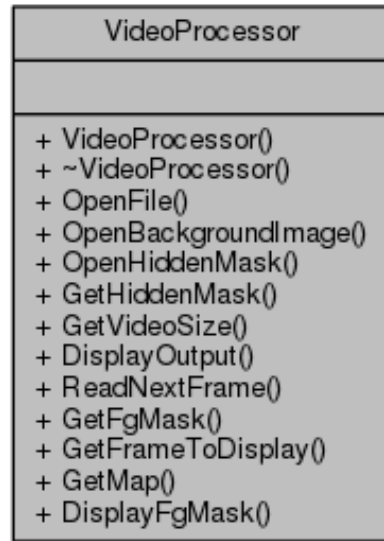 VideoProcessor
+ VideoProcessor()
+ ~VideoProcessor()
+ OpenFile()
+ OpenBackgroundImage()
+ OpenHiddenMask()
+ GetHiddenMask()
+ GetVideoSize()
+ DisplayOutput()
+ ReadNextFrame()
+ GetFgMask()
+ GetFrameToDisplay()
+ GetMap()
+ DisplayFgMask()